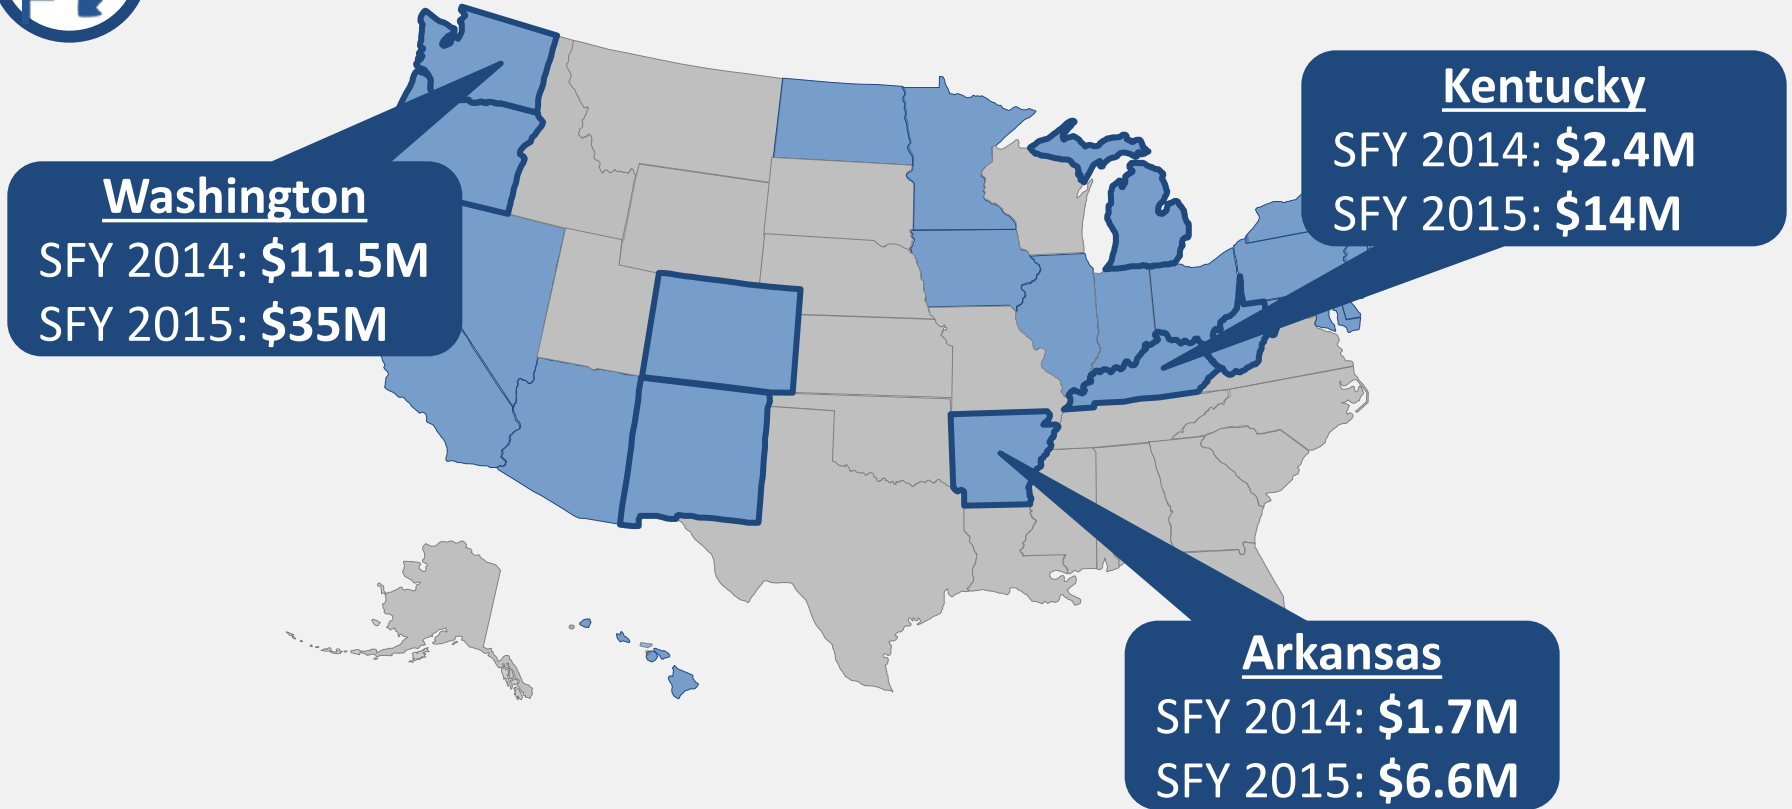 Kentucky
SFY 2014: $2.4M
SFY 2015: $14M
Washington
SFY 2014: $11.5M
SFY 2015: $35M
Arkansas
SFY 2014: $1.7M
SFY 2015: $6.6M